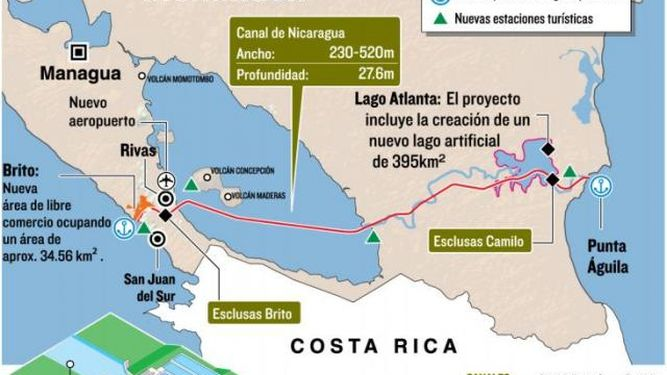 Nuevas estaciones turísticas
Canal de Nicaragua
Ancho: 230-520m
Profundidad: 27.6m
Managua
VOLCÁN MOMOTOMBO
Nuevo
aeropuerto
Lago Atlanta: El proyecto
incluye la creación de un
nuevo lago artificial
de 395km²
Rivas
VOLCÁN CONCEPCIÓN
VOLCÁN MADERAS
Brito:
Nueva
área de libre
comercio ocupando
un área de
aprox. 34.56 km².
Esclusas Camilo
Punta
Águila
San Juan
del Sur
Esclusas Brito
COSTA RICA